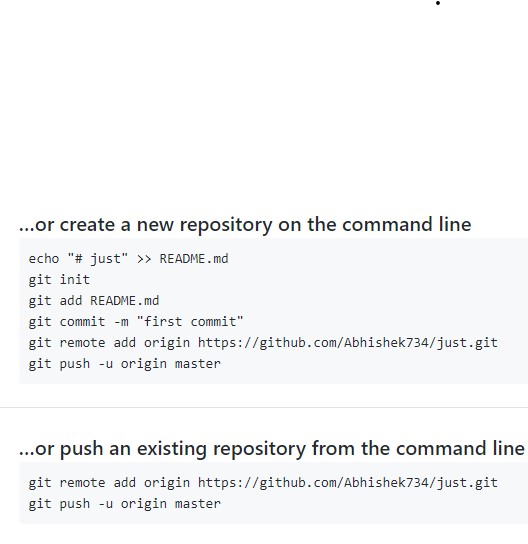 ...or create a new repository on the command line
echo "# just" >> README.md
git init
git add README.md
git commit -m "first commit"
git remote add origin https://github.com/Abhishek734/just.git
git push -u origin master
...or push an existing repository from the command line
git remote add origin https://github.com/Abhishek734/just.git
git push -u origin master